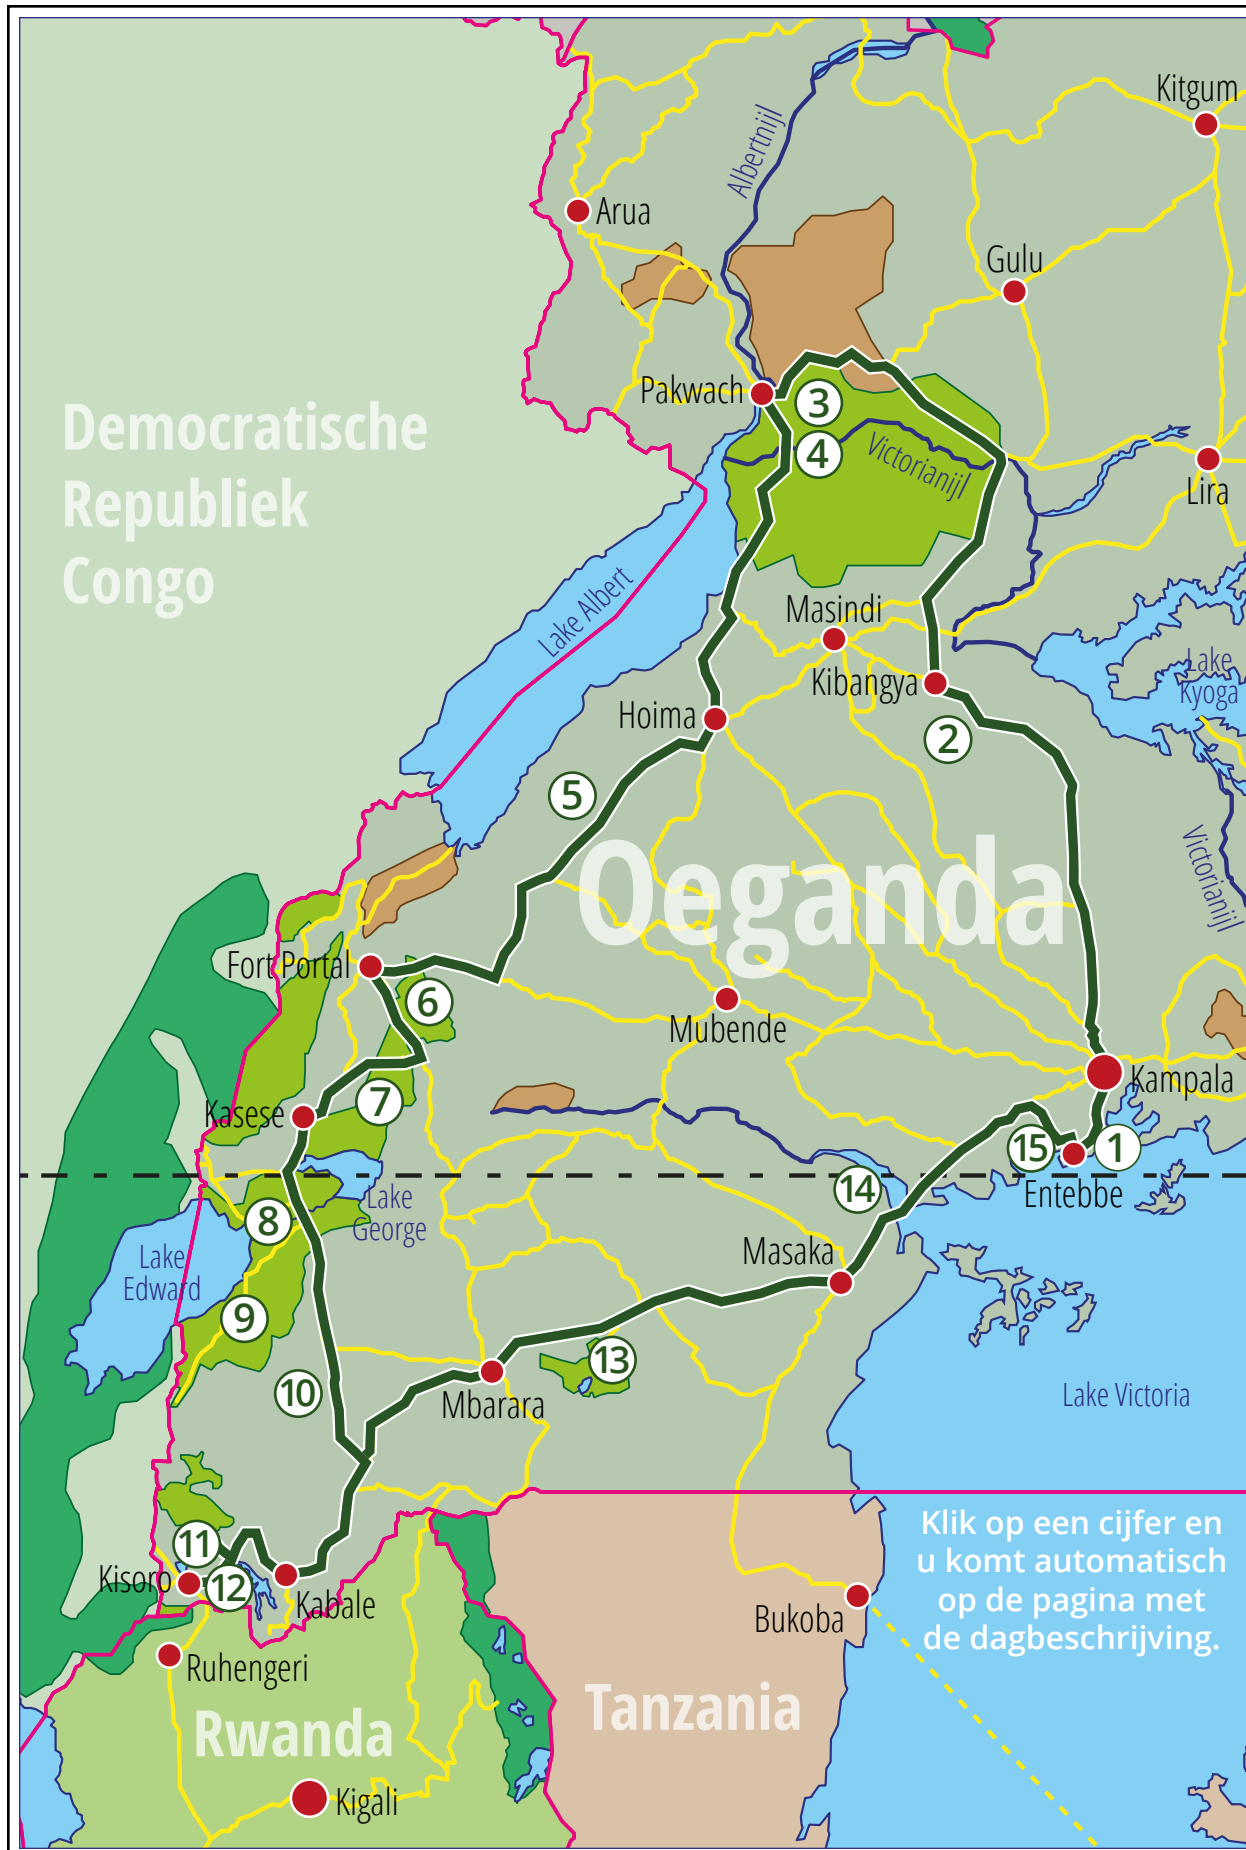 Kitgum
Albertnijl
Arua
Gulu
Pakwach
3
4
Victorianijl
Democratische
Republiek
Congo
Lira
Lake Albert
Masindi
Kibangya
Lake
Kyoga
Hoima
2
5
Oeganda
Victorianijl
Fort Portal
6
Mubende
Kampala
7
Kasese
15
1
Entebbe
14
Lake
George
8
Lake
Edward
Masaka
9
13
10
Mbarara
Lake Victoria
11
Kisoro
12
Kabale
Klik op een cijfer en
u komt automatisch
op de pagina met
de dagbeschrijving.
Bukoba
Ruhengeri
Rwanda
Tanzania
Kigali